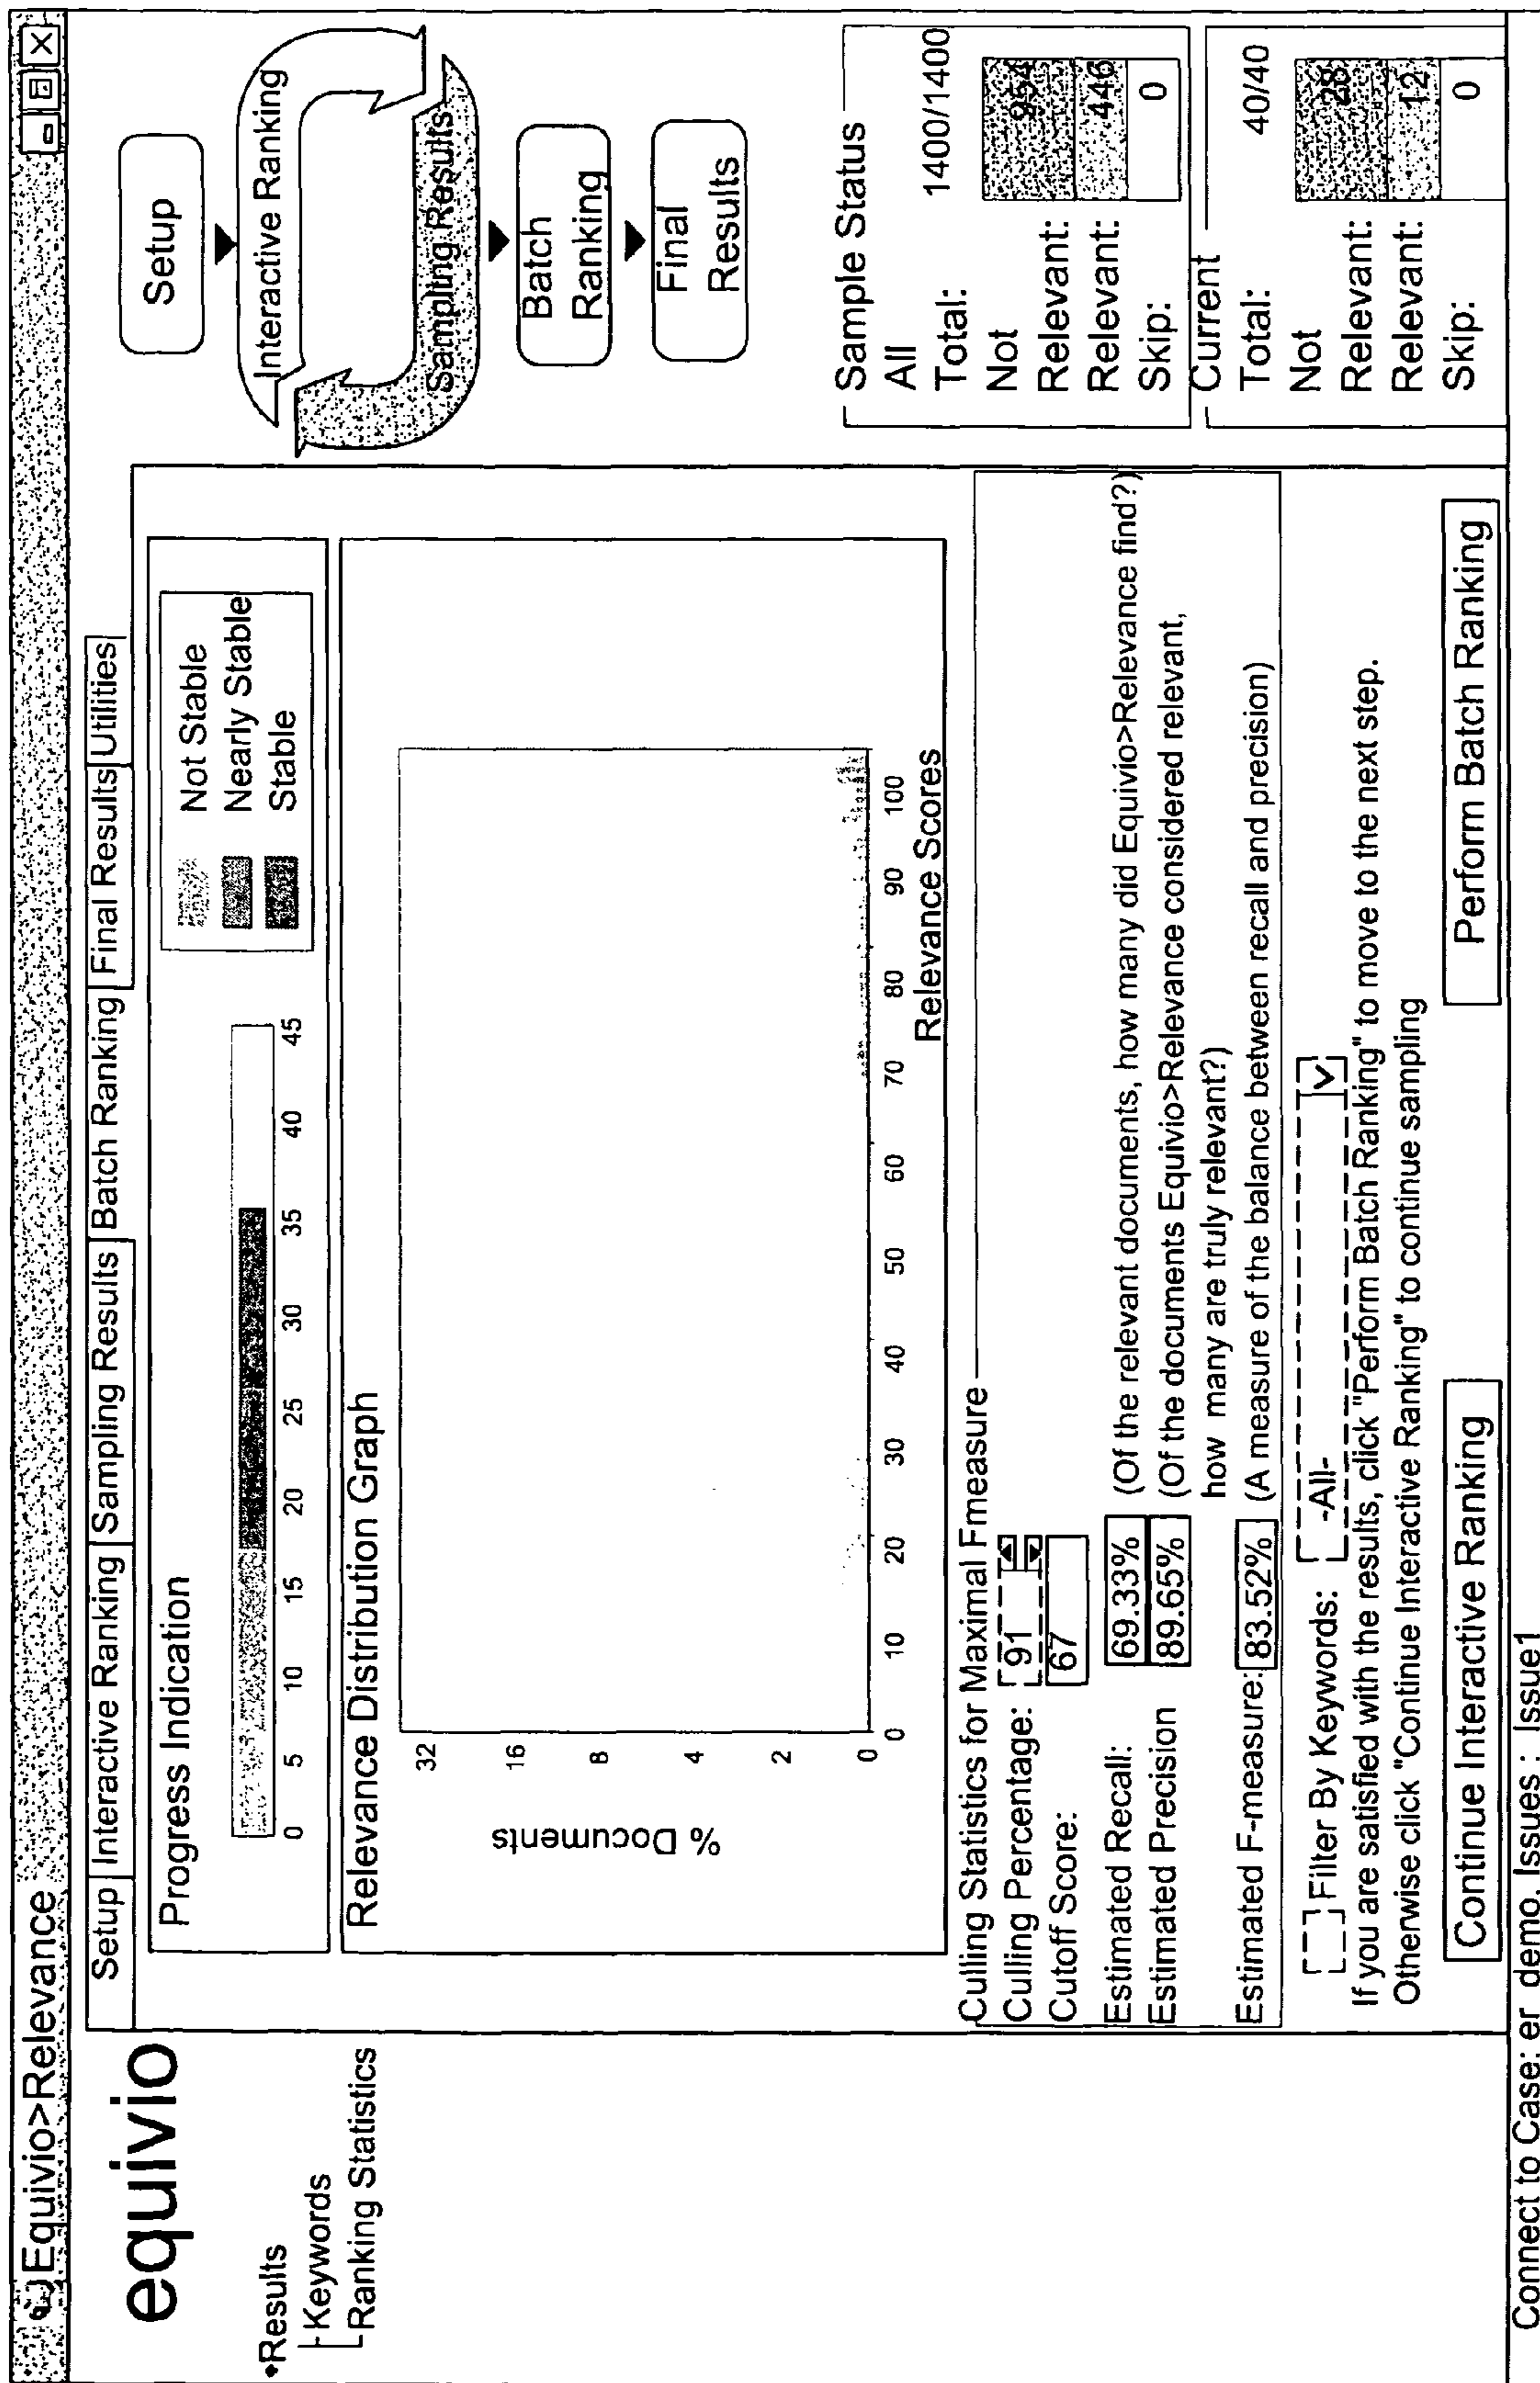 Equivio>Relevance
equivio
•Results
Keywords
Ranking Statistics
Setup Interactive Ranking Sampling Results Batch Ranking Final Results Utilities
Progress Indication
0 5 10 15 20 25 30 35 40 45
Not Stable
Nearly Stable
Stable
Relevance Distribution Graph
% Documents
32
16
8
4
2
0
0 10 20 30 40 50 60 70 80 90 100
Relevance Scores
Culling Statistics for Maximal Fmeasure
Culling Percentage: 91
Cutoff Score: 67
Estimated Recall: 69.33% (Of the relevant documents, how many did Equivio>Relevance find?)
Estimated Precision 89.65% (Of the documents Equivio>Relevance considered relevant,
how many are truly relevant?)
Estimated F-measure: 83.52% (A measure of the balance between recall and precision)
Filter By Keywords: -All-
If you are satisfied with the results, click "Perform Batch Ranking" to move to the next step.
Otherwise click "Continue Interactive Ranking" to continue sampling
Continue Interactive Ranking Perform Batch Ranking
Setup
Interactive Ranking
Sampling Results
Batch
Ranking
Final
Results
Sample Status
All
Total: 1400/1400
Not
Relevant: 954
Relevant: 446
Skip: 0
Current
Total: 40/40
Not
Relevant: 28
Relevant: 12
Skip: 0
Connect to Case: er_demo, Issues : Issue1